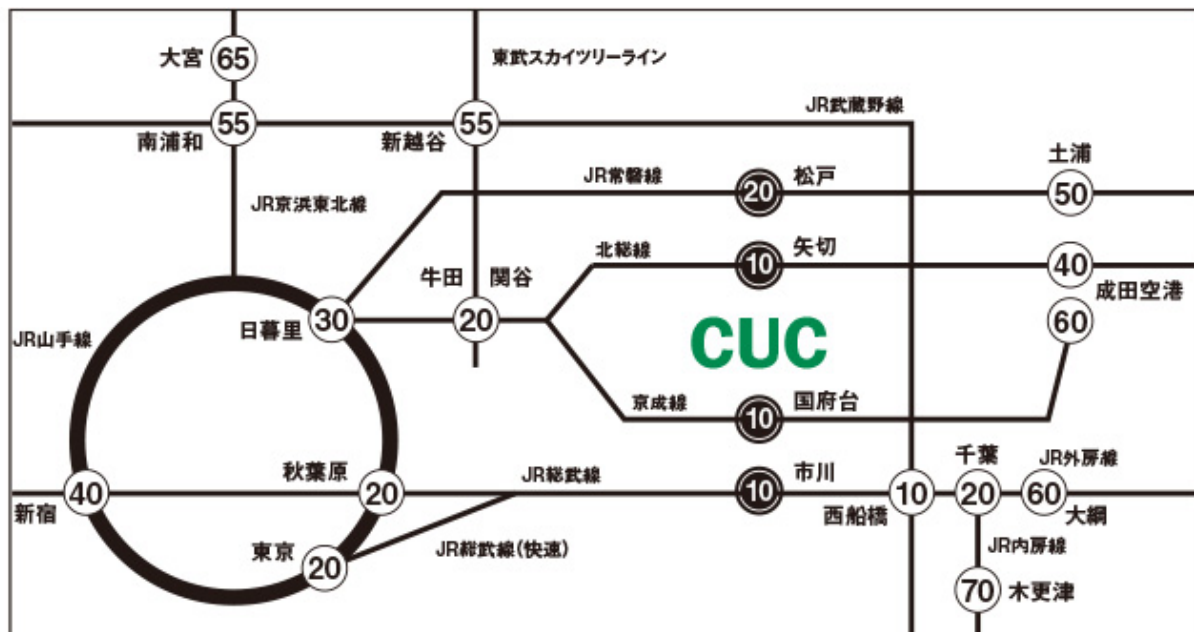 大宮
65
東武スカイツリーライン
JR武蔵野線
55
55
南浦和
新越谷
土浦
JR常磐線
20
松戸
50
JR京浜東北線
北総線
10
矢切
40
牛田
関谷
成田空港
日暮里
30
20
CUC
60
JR山手線
京成線
10
国府台
千葉
JR外房線
秋葉原
JR総武線
市川
40
20
10
10
20
60
新宿
西船橋
大網
東京
20
JR総武線(快速)
JR内房線
70
木更津